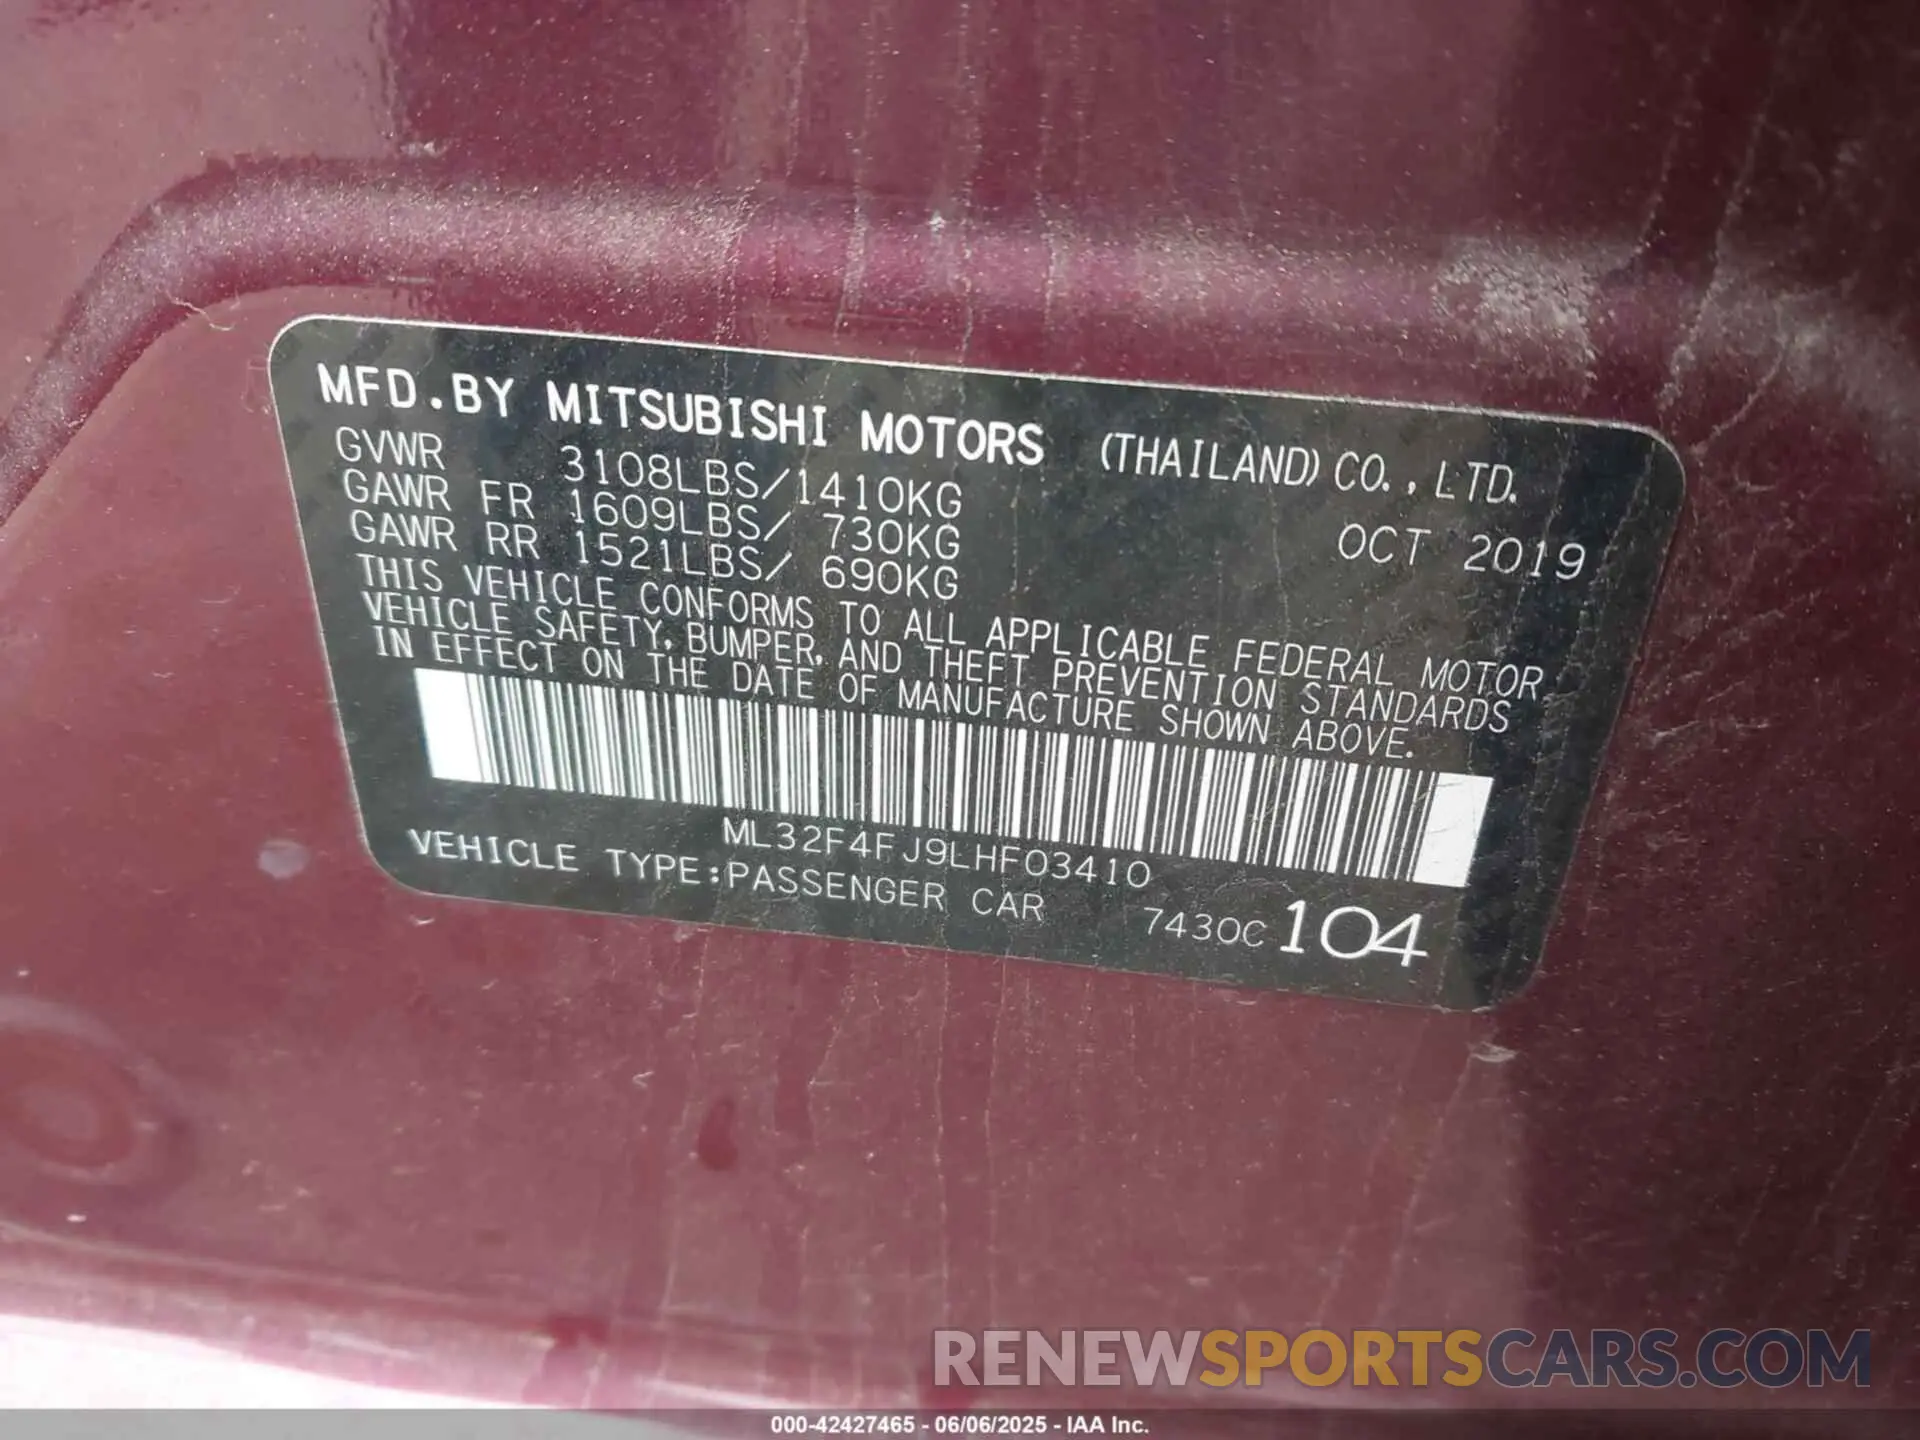 MFD.BY MITSUBISHI MOTORS (THAILAND) CO., LTD.
GVWR 3108LBS/1410KG OCT 2019
GAWR FR 1609LBS/ 730KG
GAWR RR 1521LBS/ 690KG
THIS VEHICLE CONFORMS TO ALL APPLICABLE FEDERAL MOTOR
VEHICLE SAFETY, BUMPER, AND THEFT PREVENTION STANDARDS
IN EFFECT ON THE DATE OF MANUFACTURE SHOWN ABOVE.
ML32F4FJ9LHF03410
VEHICLE TYPE:PASSENGER CAR 7430C 104
RENEWSPORTSCARS.COM
000-42427465 - 06/06/2025 - IAA Inc.